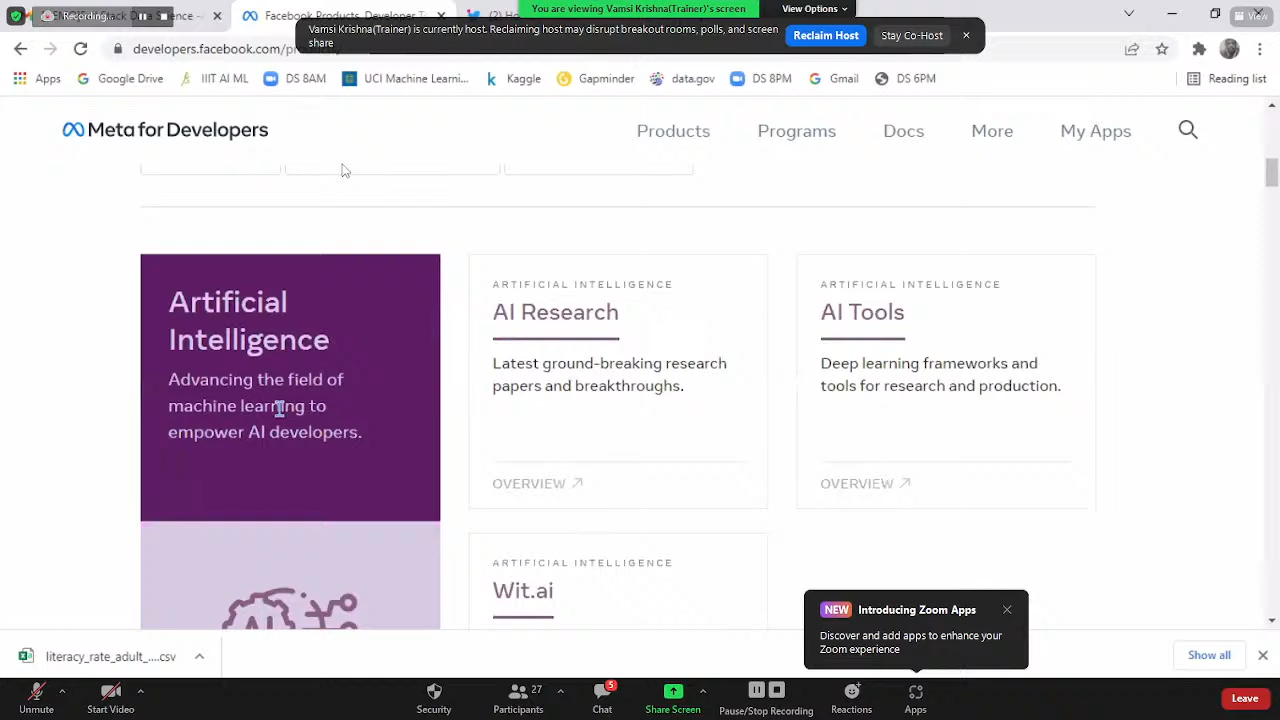 Recording...
Stack Data Science -
Facebook Products, Developer T
You are viewing Vamsi Krishna(Trainer)'s screen
View Options
View
Vamsi Krishna(Trainer) is currently host. Reclaiming host may disrupt breakout rooms, polls, and screen
share
Reclaim Host
Stay Co-Host
developers.facebook.com/pro
Apps
Google Drive
IIIT AI ML
DS 8AM
UCI Machine Learni...
Kaggle
Gapminder
data.gov
DS 8PM
Gmail
DS 6PM
Reading list
Meta for Developers
Products
Programs
Docs
More
My Apps
Artificial
Intelligence
Advancing the field of
machine learning to
empower AI developers.
ARTIFICIAL INTELLIGENCE
AI Research
Latest ground-breaking research
papers and breakthroughs.
OVERVIEW
ARTIFICIAL INTELLIGENCE
AI Tools
Deep learning frameworks and
tools for research and production.
OVERVIEW
ARTIFICIAL INTELLIGENCE
Wit.ai
AI
NEW Introducing Zoom Apps
Discover and add apps to enhance your
Zoom experience
literacy_rate_adult_....csv
Show all
Unmute
Start Video
Security
27
Participants
5
Chat
Share Screen
Pause/Stop Recording
Reactions
Apps
Leave